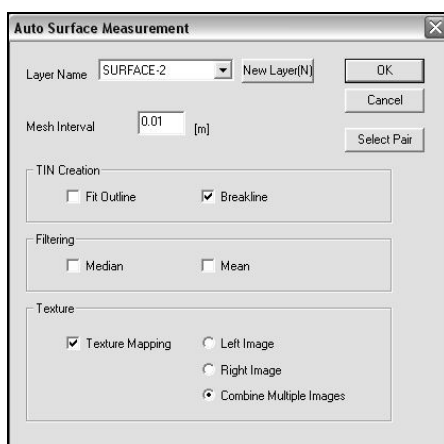 Auto Surface Measurement
Layer Name SURFACE-2 New Layer(N) OK
Cancel
Mesh Interval 0.01 [m]
Select Pair
TIN Creation
Fit Outline Breakline
Filtering
Median Mean
Texture
Texture Mapping Left Image
Right Image
Combine Multiple Images